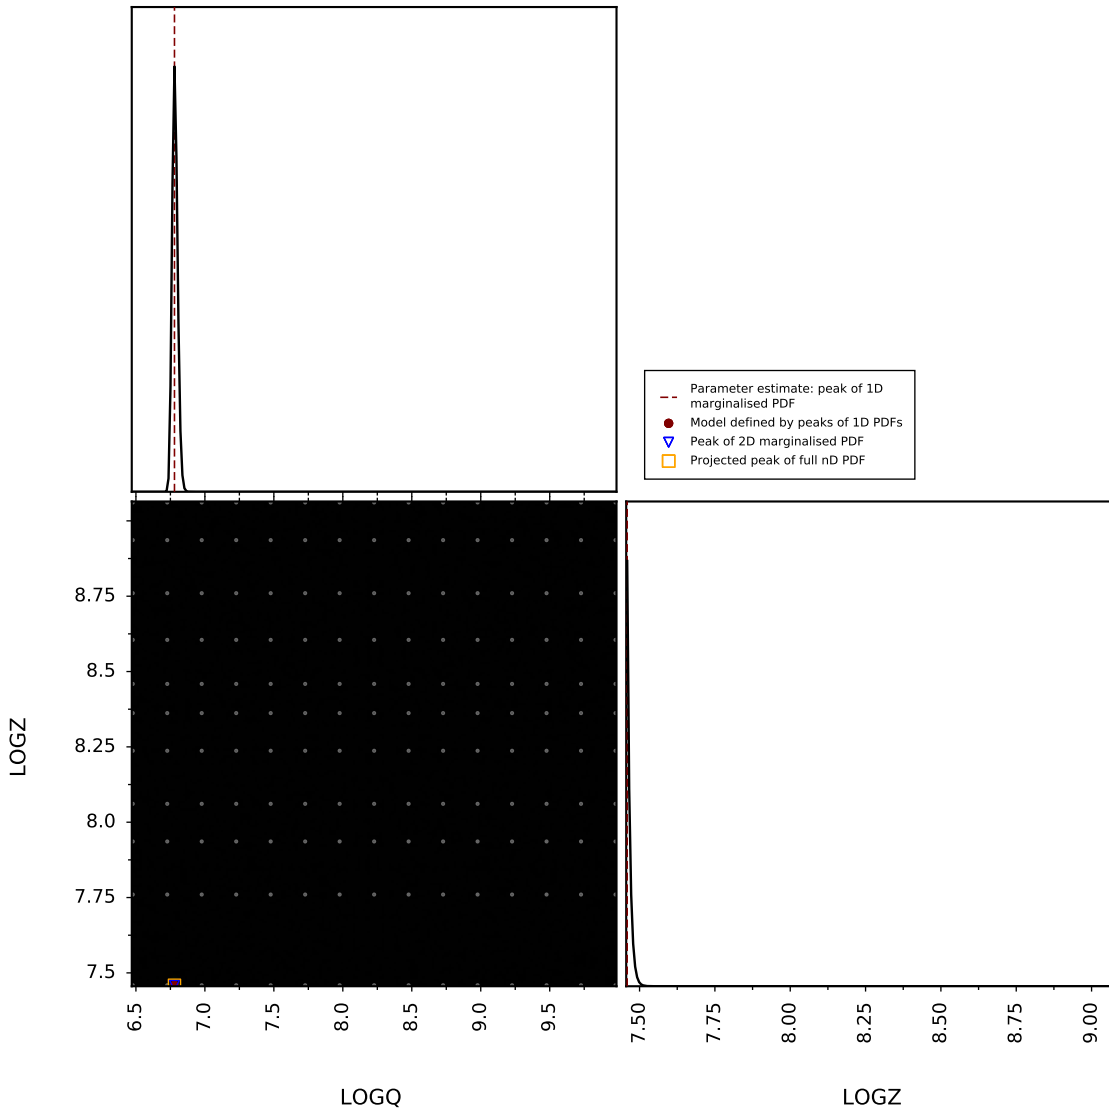 Parameter estimate: peak of 1D
marginalised PDF
Model defined by peaks of 1D PDFs
Peak of 2D marginalised PDF
Projected peak of full nD PDF
8.75
8.5
8.25
8.0
7.75
7.5
LOGZ
6.5 7.0 7.5 8.0 8.5 9.0 9.5
7.50 7.75 8.00 8.25 8.50 8.75 9.00
LOGQ
LOGZ